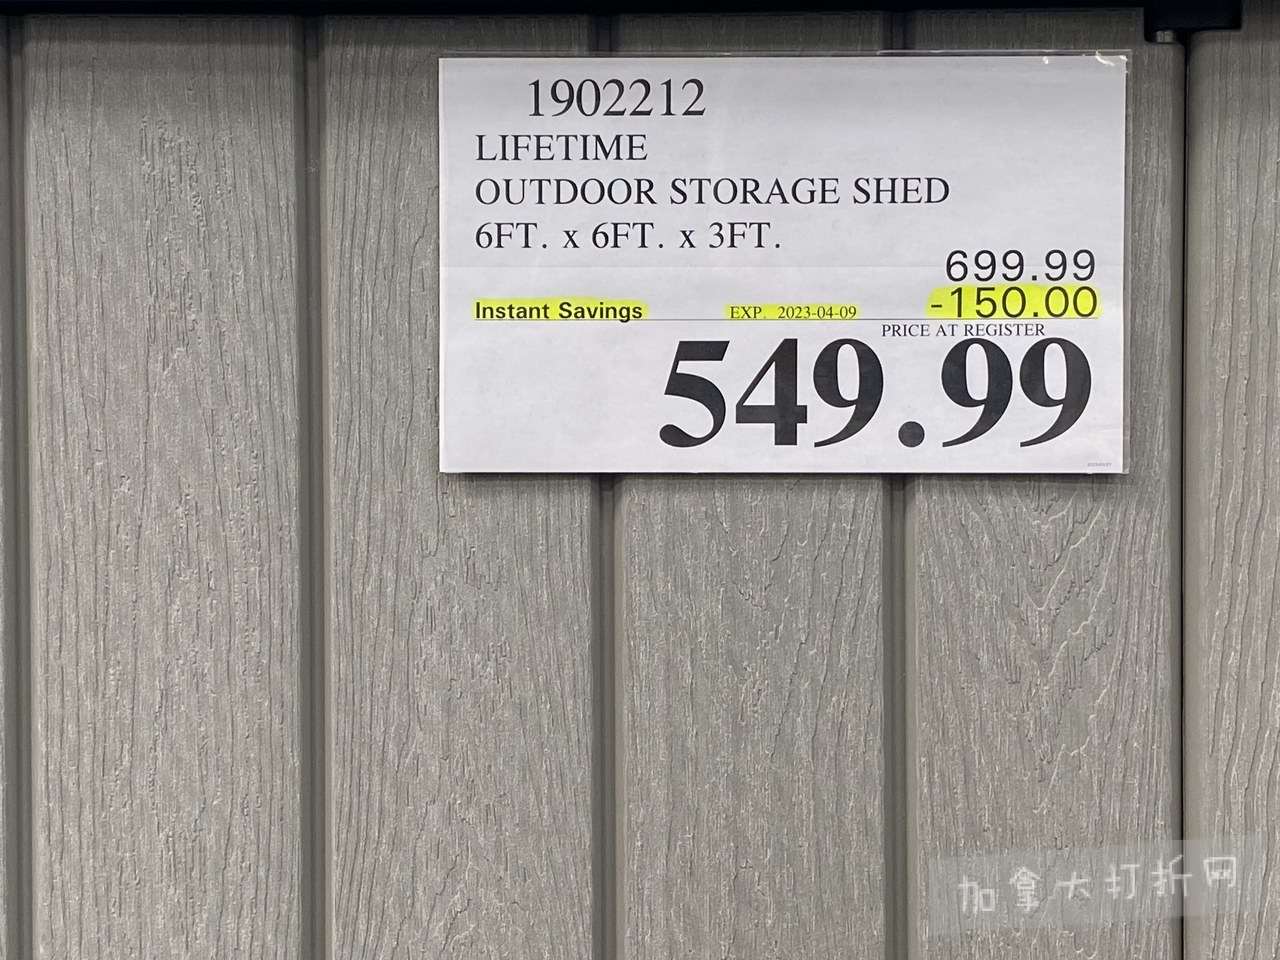 1902212
LIFETIME
OUTDOOR STORAGE SHED
6FT. x 6FT. x 3FT.
699.99
Instant Savings EXP. 2023-04-09 -150.00
PRICE AT REGISTER
549.99
加拿大打折网